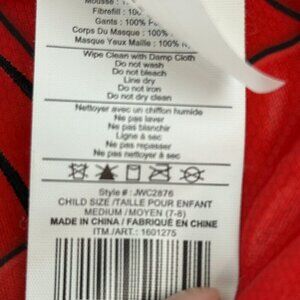 Mousse :
Fibrefill : 100
Gants : 100%
Corps Du Masque : 100%
Masque Yeux Maille : 100%
Wipe Clean with Damp Cloth
Do not wash
Do not bleach
Line dry
Do not iron
Do not dry clean
Nettoyer avec un chiffon humide
Ne pas laver
Ne pas blanchir
Ligne à sec
Ne pas repasser
Ne pas nettoyer à sec
Style # : JWC2876
CHILD SIZE /TAILLE POUR ENFANT
MEDIUM /MOYEN (7-8)
MADE IN CHINA / FABRIQUÉ EN CHINE
ITM./ART.: 1601275